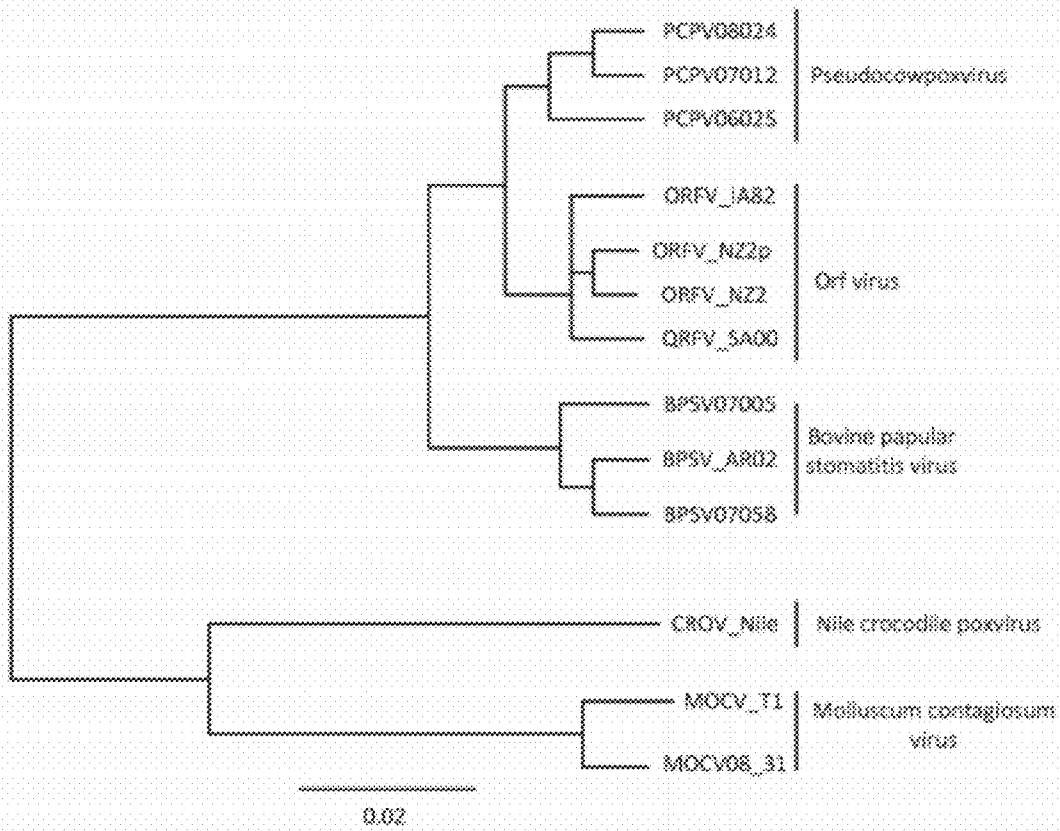 PCPV08024
PCPV07012
Pseudocowpoxvirus
PCPV06025
ORFV_IA82
ORFV_NZ2p
Orf virus
ORFV_NZ2
ORFV_SA00
BPSV07005
Bovine papular
BPSV_AR02
stomatitis virus
BPSV07058
CROV_Nile
Nile crocodile poxvirus
MOCV_T1
Molluscum contagiosum
virus
MOCV08_31
0.02